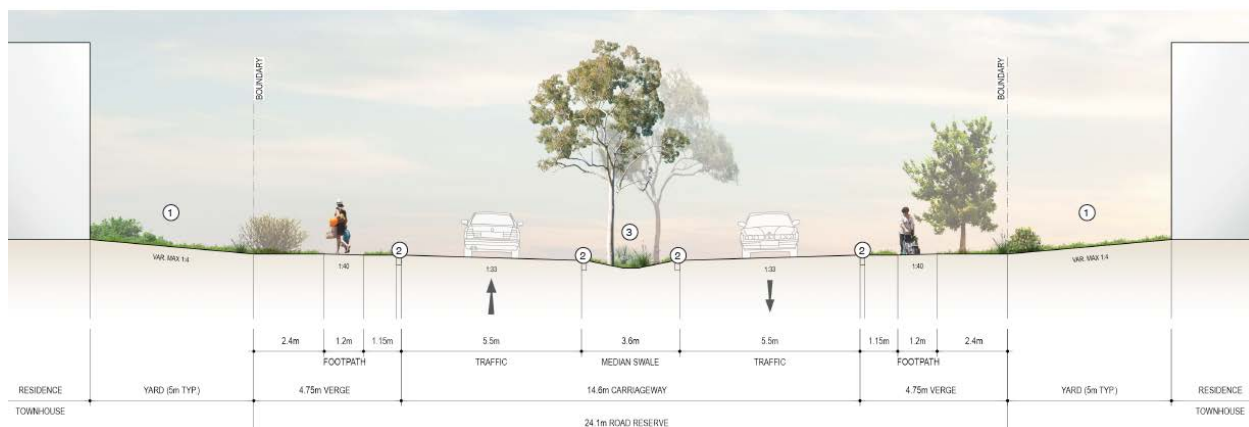 BOUNDARY
BOUNDARY
1
1
3
2
2
2
2
VAR. MAX 1:4
1:40
1:33
1:33
1:40
VAR. MAX 1:4
2.4m
1.2m
1.15m
5.5m
3.6m
5.5m
1.15m
1.2m
2.4m
FOOTPATH
TRAFFIC
MEDIAN SWALE
TRAFFIC
FOOTPATH
RESIDENCE
YARD (5m TYP.)
4.75m VERGE
14.6m CARRIAGEWAY
4.75m VERGE
YARD (5m TYP.)
RESIDENCE
TOWNHOUSE
TOWNHOUSE
24.1m ROAD RESERVE